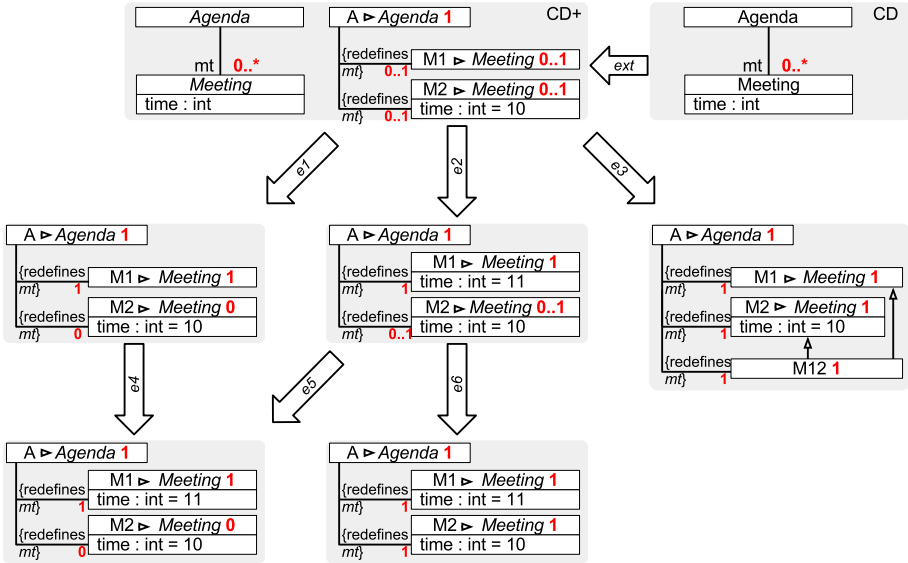 Agenda
mt 0..*
Meeting
time : int
A ▻ Agenda 1
CD+
{redefines
mt} 0..1
M1 ▻ Meeting 0..1
{redefines
mt} 0..1
M2 ▻ Meeting 0..1
time : int = 10
ext
Agenda
CD
mt 0..*
Meeting
time : int
e1
e2
e3
A ▻ Agenda 1
{redefines
mt} 1
M1 ▻ Meeting 1
{redefines
mt} 0
M2 ▻ Meeting 0
time : int = 10
A ▻ Agenda 1
{redefines
mt} 1
M1 ▻ Meeting 1
time : int = 11
{redefines
mt} 0..1
M2 ▻ Meeting 0..1
time : int = 10
A ▻ Agenda 1
{redefines
mt} 1
M1 ▻ Meeting 1
{redefines
mt} 1
M2 ▻ Meeting 1
time : int = 10
{redefines
mt} 1
M12 1
e4
e5
e6
A ▻ Agenda 1
{redefines
mt} 1
M1 ▻ Meeting 1
time : int = 11
{redefines
mt} 0
M2 ▻ Meeting 0
time : int = 10
A ▻ Agenda 1
{redefines
mt} 1
M1 ▻ Meeting 1
time : int = 11
{redefines
mt} 1
M2 ▻ Meeting 1
time : int = 10